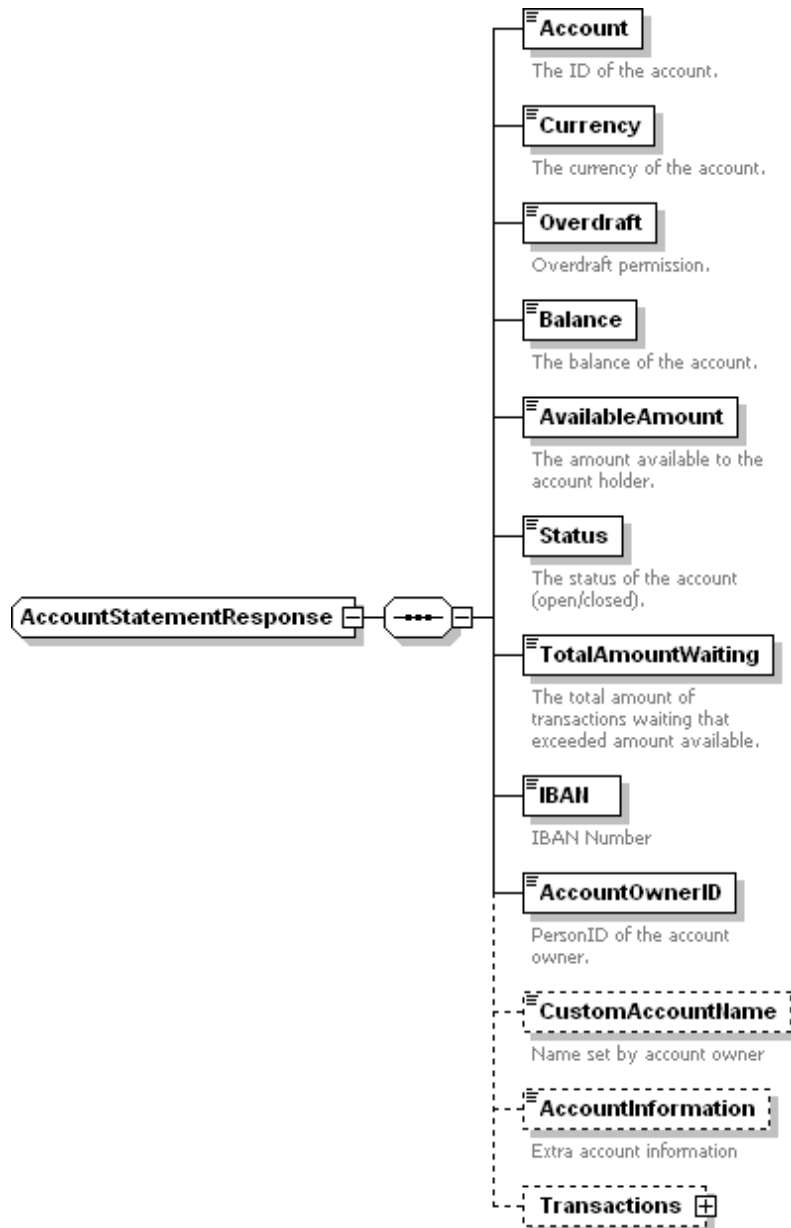 Account
The ID of the account.
Currency
The currency of the account.
Overdraft
Overdraft permission.
Balance
The balance of the account.
AvailableAmount
The amount available to the
account holder.
Status
The status of the account
(open/closed).
AccountStatementResponse
TotalAmountWaiting
The total amount of
transactions waiting that
exceeded amount available.
IBAN
IBAN Number
AccountOwnerID
PersonID of the account
owner.
CustomAccountName
Name set by account owner
AccountInformation
Extra account information
Transactions